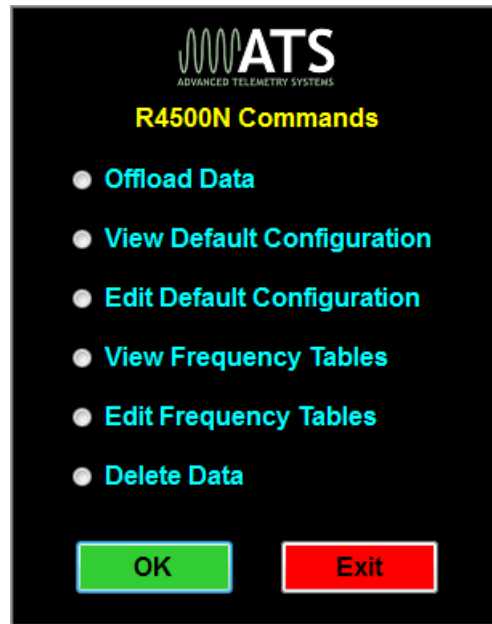 ATS
ADVANCED TELEMETRY SYSTEMS
R4500N Commands
Offload Data
View Default Configuration
Edit Default Configuration
View Frequency Tables
Edit Frequency Tables
Delete Data
OK
Exit